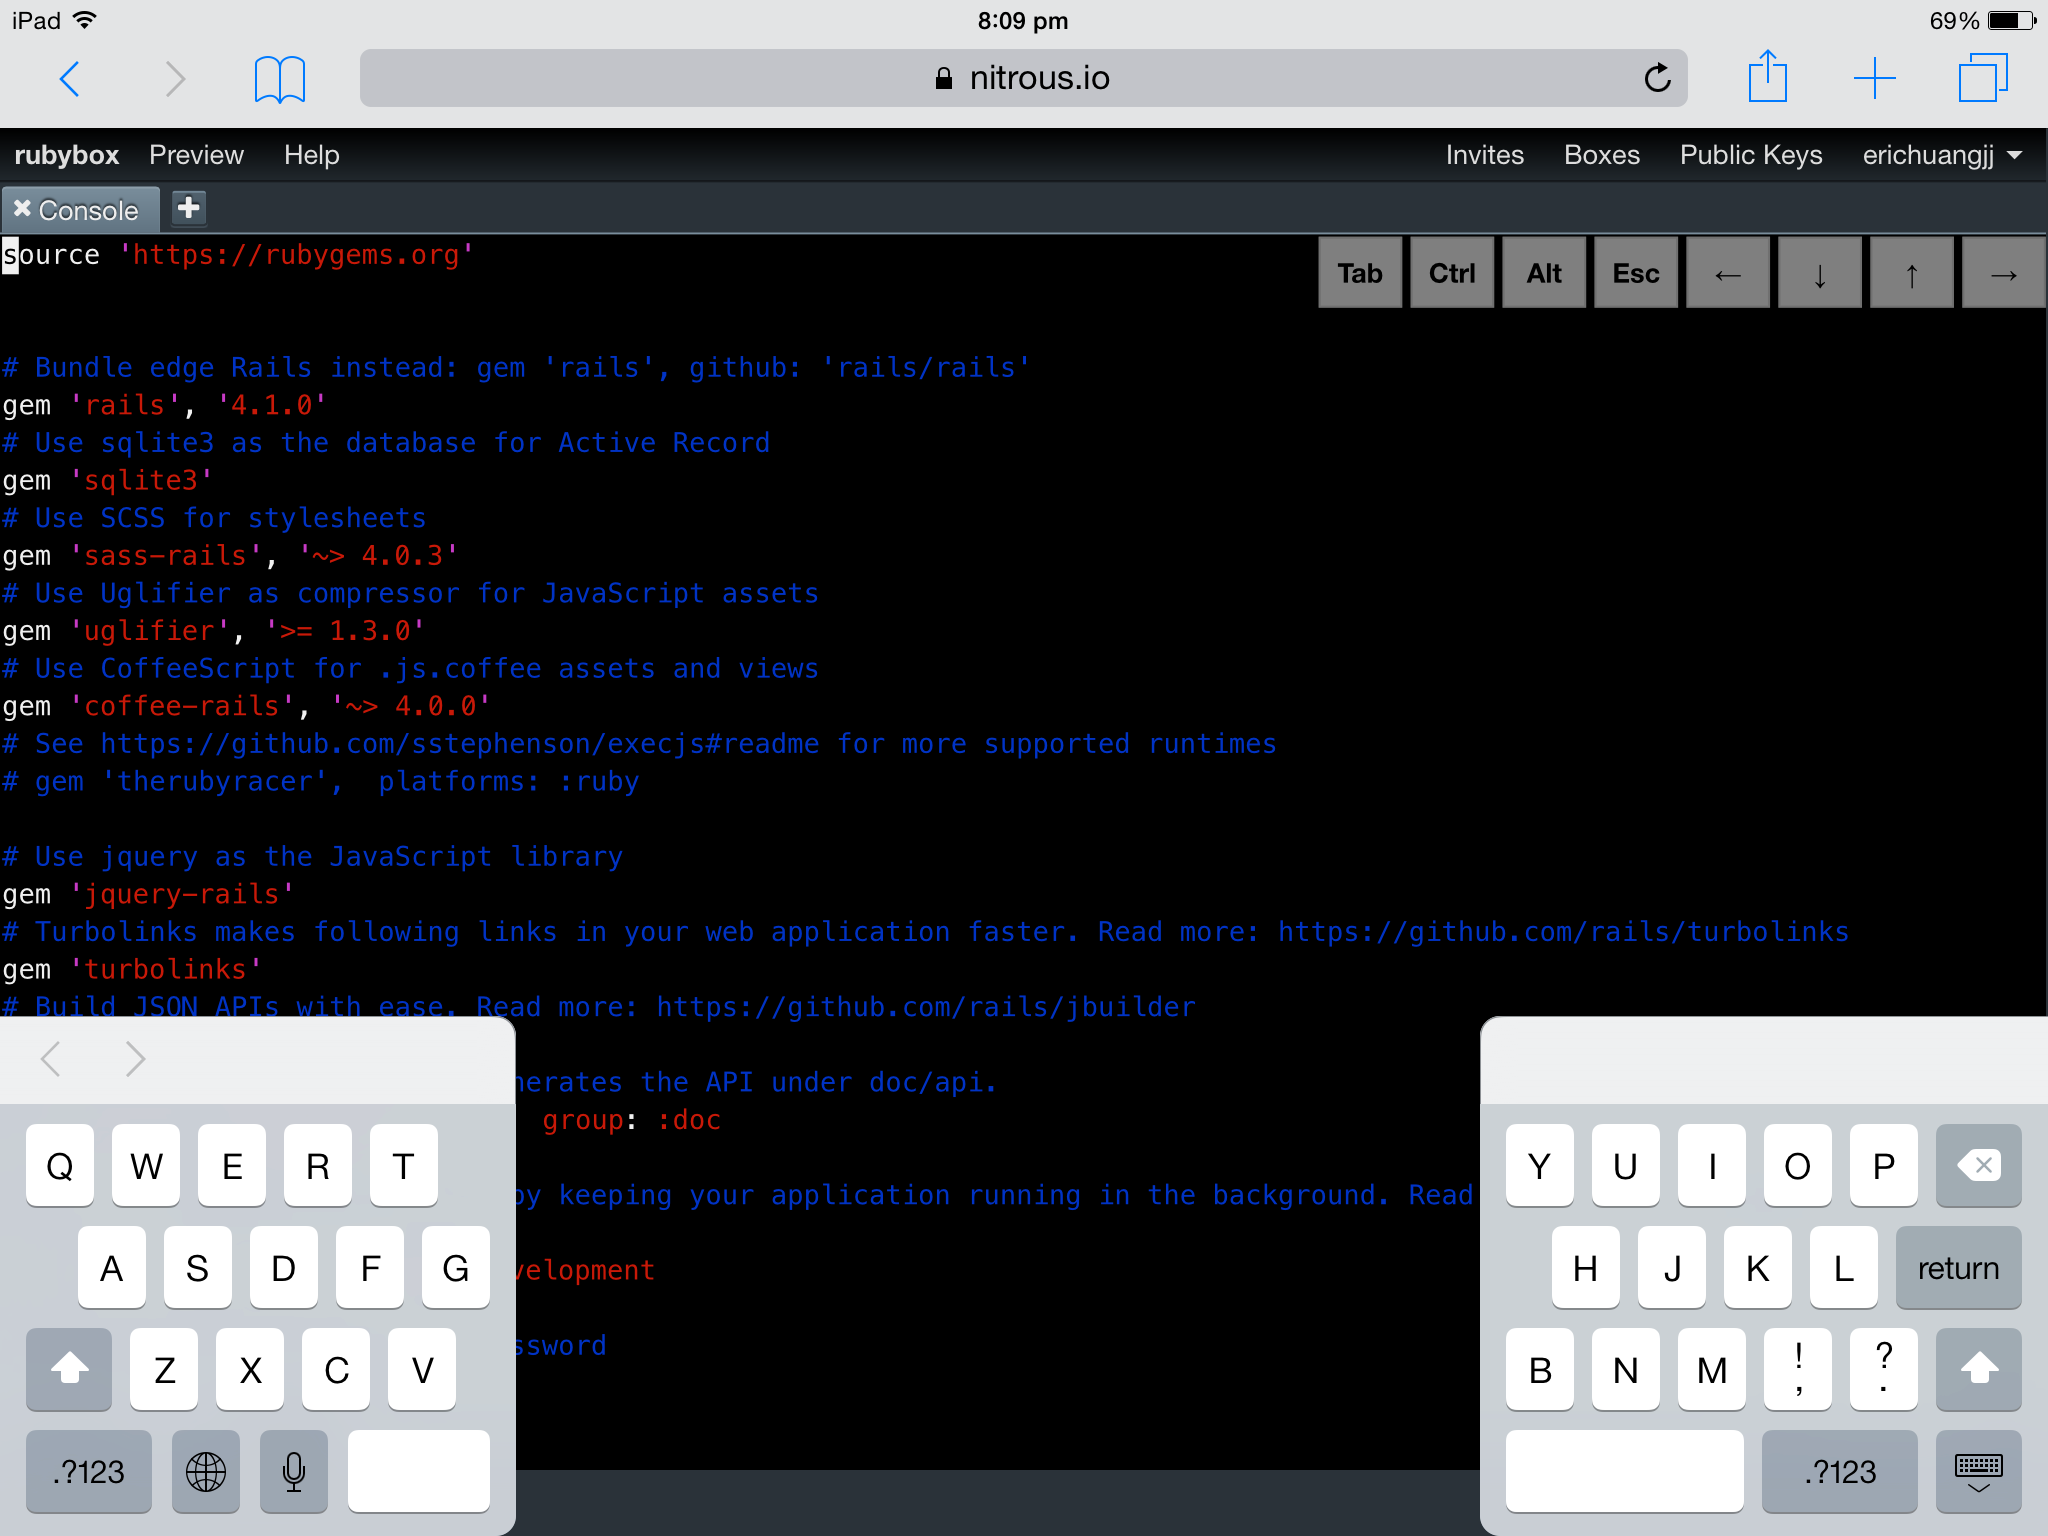 iPad 8:09 pm 69%
nitrous.io
rubybox Preview Help Invites Boxes Public Keys erichuangjj
Console
source 'https://rubygems.org'
Tab Ctrl Alt Esc ← ↓ ↑ →
# Bundle edge Rails instead: gem 'rails', github: 'rails/rails'
gem 'rails', '4.1.0'
# Use sqlite3 as the database for Active Record
gem 'sqlite3'
# Use SCSS for stylesheets
gem 'sass-rails', '~> 4.0.3'
# Use Uglifier as compressor for JavaScript assets
gem 'uglifier', '>= 1.3.0'
# Use CoffeeScript for .js.coffee assets and views
gem 'coffee-rails', '~> 4.0.0'
# See https://github.com/sstephenson/execjs#readme for more supported runtimes
# gem 'therubyracer',  platforms: :ruby
# Use jquery as the JavaScript library
gem 'jquery-rails'
# Turbolinks makes following links in your web application faster. Read more: https://github.com/rails/turbolinks
gem 'turbolinks'
# Build JSON APIs with ease. Read more: https://github.com/rails/jbuilder
nerates the API under doc/api.
group: :doc
by keeping your application running in the background. Read
velopment
ssword
Q W E R T
A S D F G
Z X C V
.?123
Y U I O P
H J K L return
B N M ! , ? .
.?123